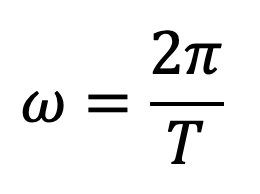 ω = 2π / T